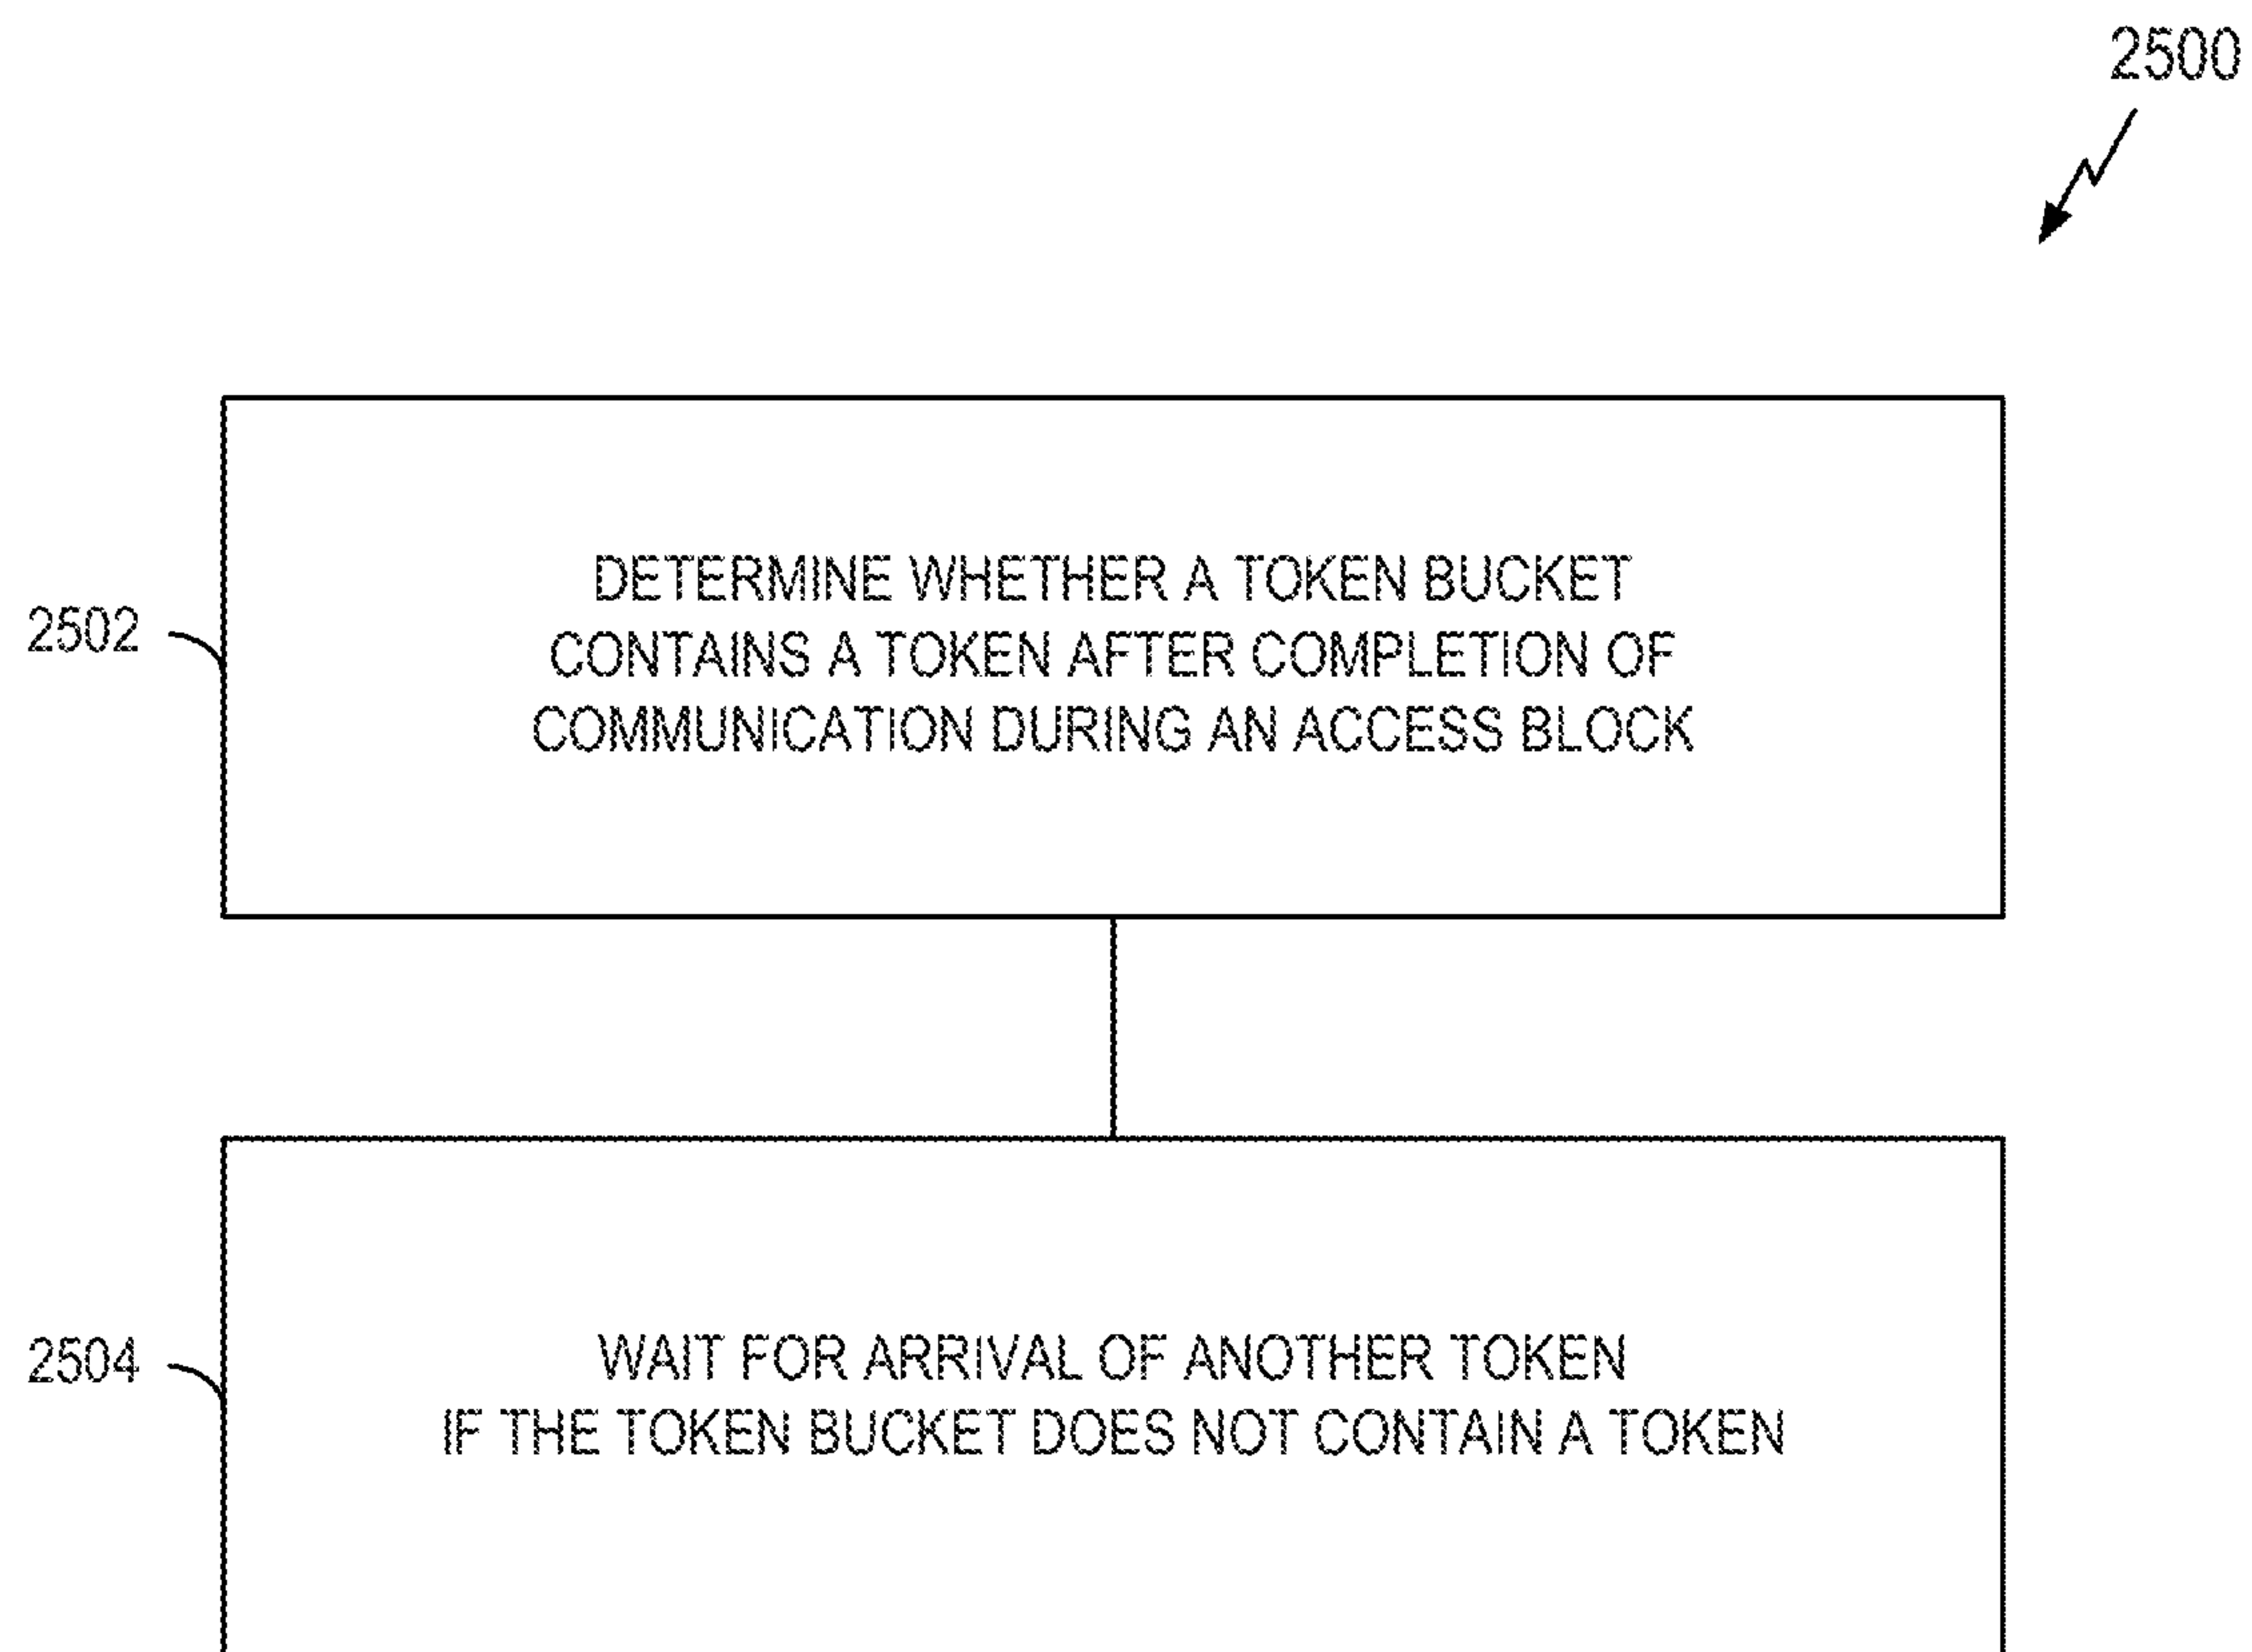 2500
DETERMINE WHETHER A TOKEN BUCKET
CONTAINS A TOKEN AFTER COMPLETION OF
COMMUNICATION DURING AN ACCESS BLOCK
2502
WAIT FOR ARRIVAL OF ANOTHER TOKEN
IF THE TOKEN BUCKET DOES NOT CONTAIN A TOKEN
2504